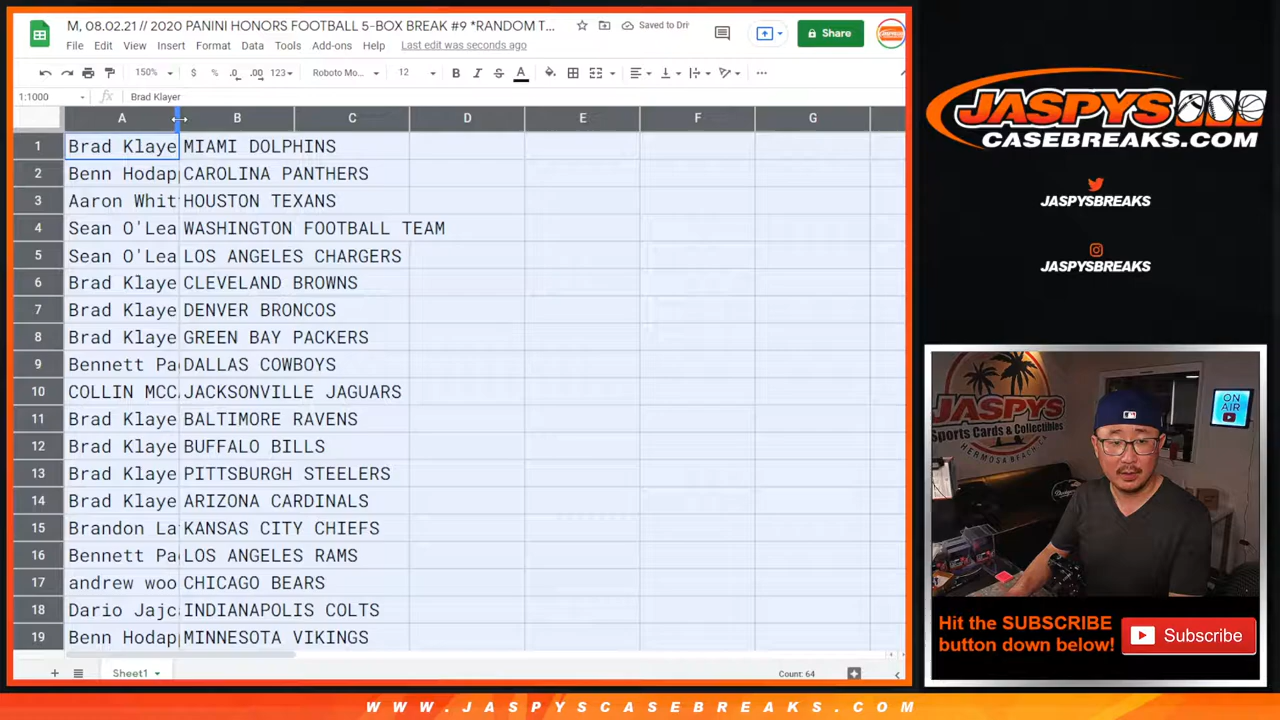 M, 08.02.21 // 2020 PANINI HONORS FOOTBALL 5-BOX BREAK #9 *RANDOM T...
Saved to Dri
Share
File Edit View Insert Format Data Tools Add-ons Help Last edit was seconds ago
150% $ % .0 .00 123 Roboto Mo... 12 B I S A
1:1000 fx Brad Klayer
A B C D E F G
1 Brad Klaye MIAMI DOLPHINS
2 Benn Hodap CAROLINA PANTHERS
3 Aaron Whit HOUSTON TEXANS
4 Sean O'Lea WASHINGTON FOOTBALL TEAM
5 Sean O'Lea LOS ANGELES CHARGERS
6 Brad Klaye CLEVELAND BROWNS
7 Brad Klaye DENVER BRONCOS
8 Brad Klaye GREEN BAY PACKERS
9 Bennett Pa DALLAS COWBOYS
10 COLLIN MCC JACKSONVILLE JAGUARS
11 Brad Klaye BALTIMORE RAVENS
12 Brad Klaye BUFFALO BILLS
13 Brad Klaye PITTSBURGH STEELERS
14 Brad Klaye ARIZONA CARDINALS
15 Brandon La KANSAS CITY CHIEFS
16 Bennett Pa LOS ANGELES RAMS
17 andrew woo CHICAGO BEARS
18 Dario Jajc INDIANAPOLIS COLTS
19 Benn Hodap MINNESOTA VIKINGS
Sheet1
Count: 64
JASPYS
CASEBREAKS.COM
JASPYSBREAKS
JASPYSBREAKS
JASPYS
Sports Cards & Collectibles
HERMOSA BEACH CA
ON
AIR
Hit the SUBSCRIBE
button down below!
Subscribe
WWW.JASPYSCASEBREAKS.COM